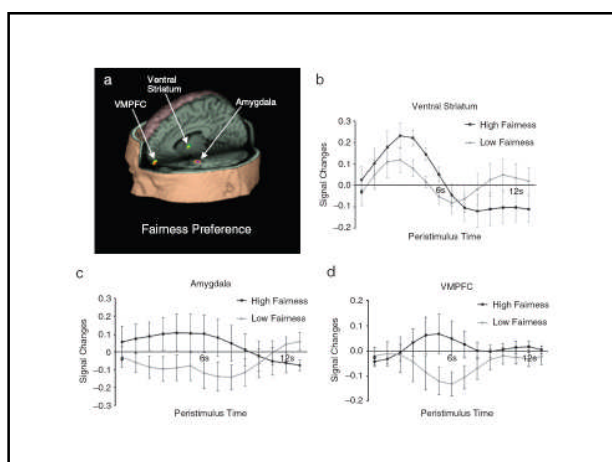 a
Ventral
Striatum
VMPFC
Amygdala
Fairness Preference
b
Ventral Striatum
High Fairness
Low Fairness
Signal Changes
0.3
0.2
0.1
0.0
-0.1
-0.2
6s
12s
Peristimulus Time
c
Amygdala
High Fairness
Low Fairness
Signal Changes
0.3
0.2
0.1
0
-0.1
-0.2
-0.3
6s
12s
Peristimulus Time
d
VMPFC
High Fairness
Low Fairness
Signal Changes
0.2
0.1
0
-0.1
-0.2
6s
12s
Peristimulus Time